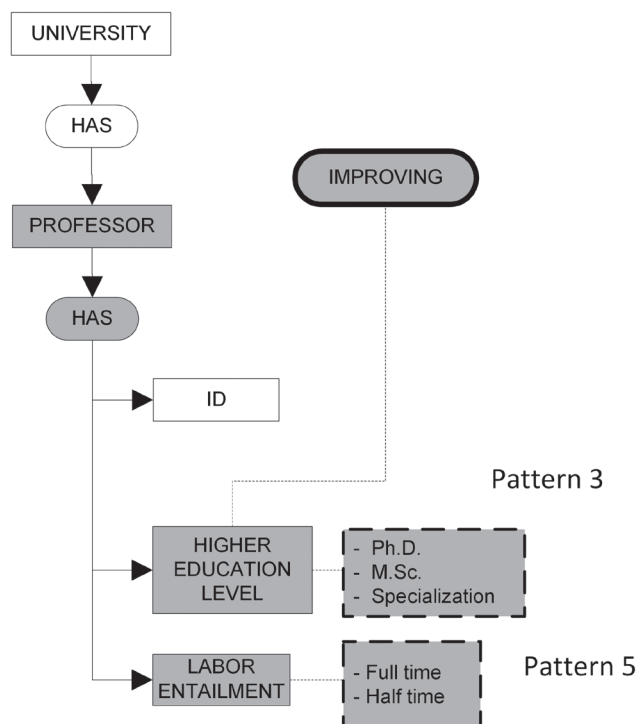 UNIVERSITY
HAS
IMPROVING
PROFESSOR
HAS
ID
Pattern 3
HIGHER
EDUCATION
LEVEL
- Ph.D.
- M.Sc.
- Specialization
LABOR
ENTAILMENT
- Full time
- Half time
Pattern 5